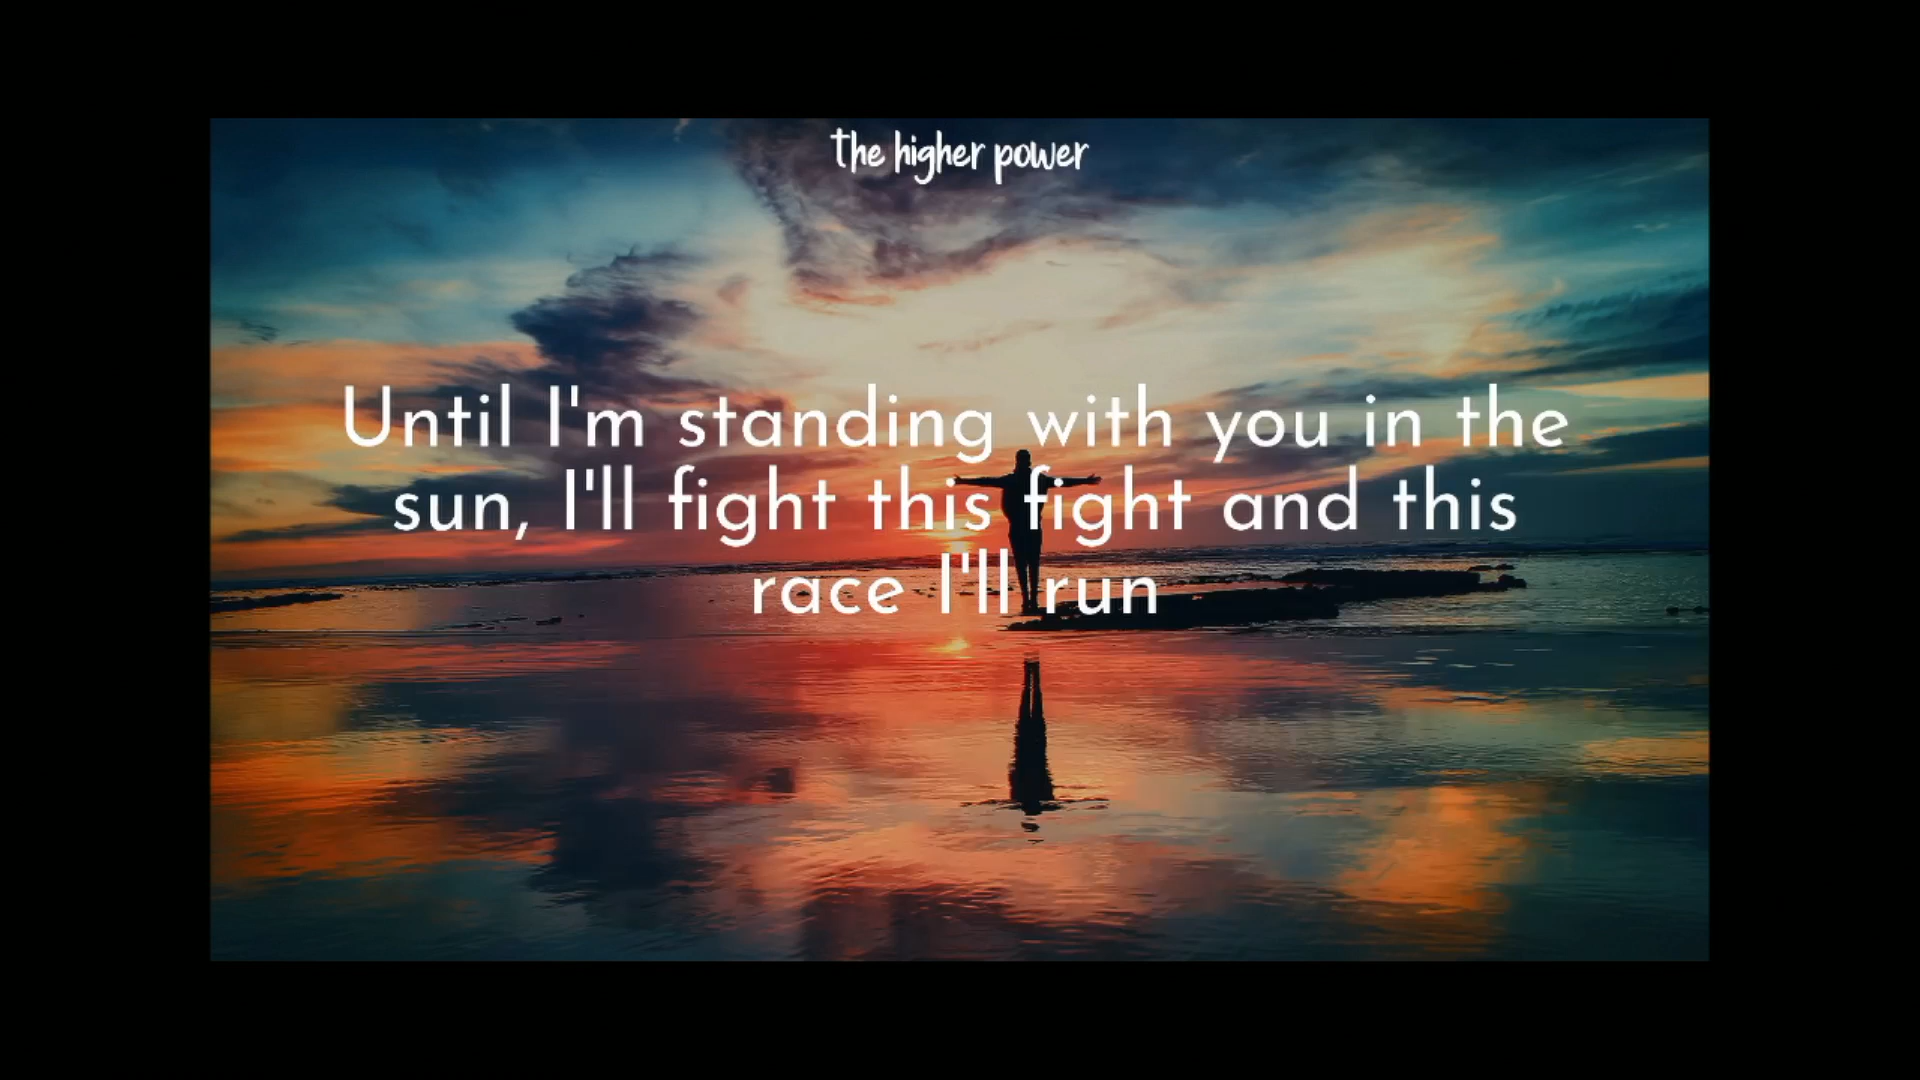 the higher power
Until I'm standing with you in the
sun, I'll fight this fight and this
race I'll run